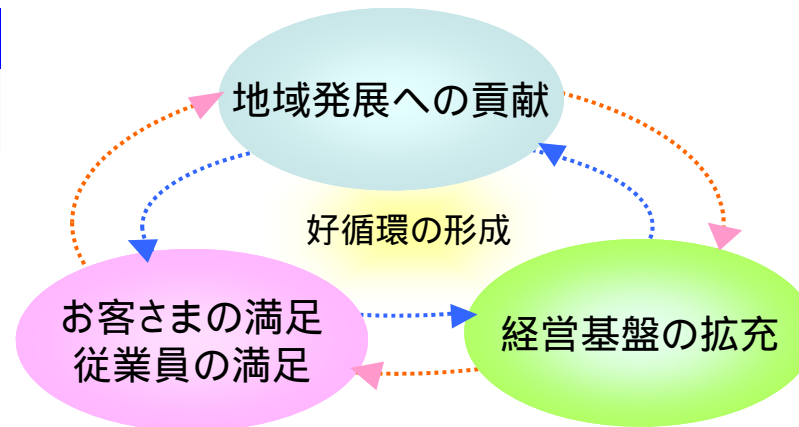 地域発展への貢献
好循環の形成
お客さまの満足
従業員の満足
経営基盤の拡充